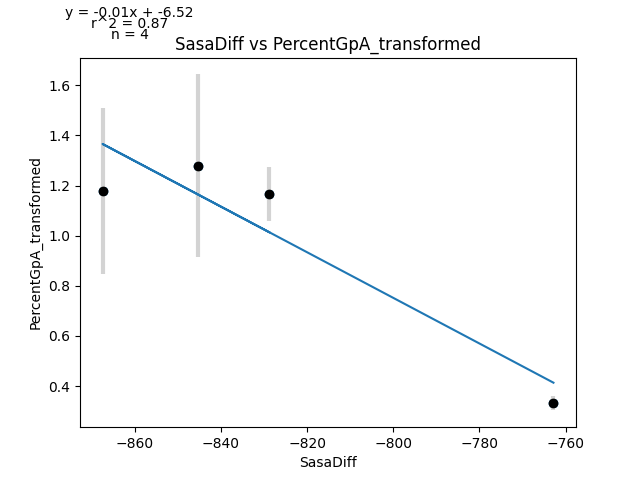 y = -0.01x + -6.52
r^2 = 0.87
n = 4
SasaDiff vs PercentGpA_transformed
1.6
1.4
1.2
1.0
0.8
0.6
0.4
PercentGpA_transformed
−860
−840
−820
−800
−780
−760
SasaDiff